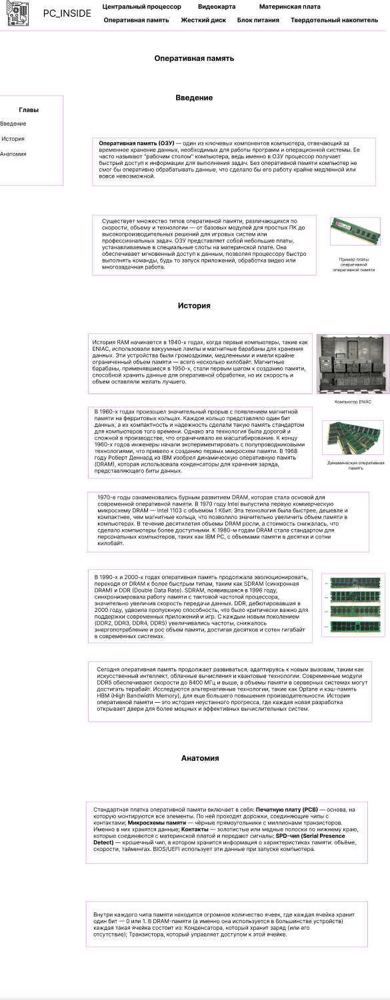 PC_INSIDE
Центральный процессор Видеокарта Материнская плата
Оперативная память Жесткий диск Блок питания Твердотельный накопитель
Оперативная память
Введение
Главы
Введение
История
Анатомия
Оперативная память (ОЗУ) — один из ключевых компонентов компьютера, отвечающий за
временное хранение данных, необходимых для работы программ и операционной системы. Ее
часто называют "рабочим столом" компьютера, ведь именно в ОЗУ процессор получает
быстрый доступ к информации для выполнения задач. Без оперативной памяти компьютер не
смог бы оперативно обрабатывать данные, что сделало бы его работу крайне медленной или
вовсе невозможной.
Существует множество типов оперативной памяти, различающихся по
скорости, объему и технологии — от базовых модулей для простых ПК до
высокопроизводительных решений для игровых систем или
профессиональных задач. ОЗУ представляет собой небольшие платы,
устанавливаемые в специальные слоты на материнской плате. Она
обеспечивает мгновенный доступ к данным, позволяя процессору быстро
выполнять команды, будь то запуск приложений, обработка видео или
многозадачная работа.
Пример платы
оперативной
оперативной памяти
История
История RAM начинается в 1940-х годах, когда первые компьютеры, такие как
ENIAC, использовали вакуумные лампы и магнитные барабаны для хранения
данных. Эти устройства были громоздкими, медленными и имели крайне
ограниченный объем памяти — всего несколько килобайт. Магнитные
барабаны, применявшиеся в 1950-х, стали первым шагом к созданию памяти,
способной хранить данные для оперативной обработки, но их скорость и
объем оставляли желать лучшего.
Компьютер ENIAC
В 1960-х годах произошел значительный прорыв с появлением магнитной
памяти на ферритовых кольцах. Каждое кольцо представляло один бит
данных, а их компактность и надежность сделали такую память стандартом
для компьютеров того времени. Однако эта технология была дорогой и
сложной в производстве, что ограничивало ее масштабирование. К концу
1960-х годов инженеры начали экспериментировать с полупроводниковыми
технологиями, что привело к созданию первых микросхем памяти. В 1968
году Роберт Деннард из IBM изобрел динамическую оперативную память
(DRAM), которая использовала конденсаторы для хранения заряда,
представляющего биты данных.
Динамическая оперативная
память
1970-е годы ознаменовались бурным развитием DRAM, которая стала основой для
современной оперативной памяти. В 1970 году Intel выпустила первую коммерческую
микросхему DRAM — Intel 1103 с объемом 1 Кбит. Эта технология была быстрее, дешевле и
компактнее, чем магнитные кольца, что позволило значительно увеличить объем памяти в
компьютерах. В течение десятилетия объемы DRAM росли, а стоимость снижалась, что
сделало компьютеры более доступными. К 1980-м годам DRAM стала стандартом для
персональных компьютеров, таких как IBM PC, с объемами памяти в десятки и сотни
килобайт.
В 1990-х и 2000-х годах оперативная память продолжала эволюционировать,
переходя от DRAM к более быстрым типам, таким как SDRAM (синхронная
DRAM) и DDR (Double Data Rate). SDRAM, появившаяся в 1996 году,
синхронизировала работу памяти с тактовой частотой процессора,
значительно увеличив скорость передачи данных. DDR, дебютировавшая в
2000 году, удвоила пропускную способность, что было критически важно для
поддержки современных приложений и игр. С каждым новым поколением
(DDR2, DDR3, DDR4, DDR5) увеличивались частоты, снижалось
энергопотребление и рос объем памяти, достигая десятков и сотен гигабайт
в современных системах.
Сегодня оперативная память продолжает развиваться, адаптируясь к новым вызовам, таким как
искусственный интеллект, облачные вычисления и квантовые технологии. Современные модули
DDR5 обеспечивают скорости до 8400 МГц и выше, а объемы памяти в серверных системах могут
достигать терабайт. Исследуются альтернативные технологии, такие как Optane и кэш-память
HBM (High Bandwidth Memory), для еще большего повышения производительности. История
оперативной памяти — это история неустанного прогресса, где каждая новая разработка
открывает двери для более мощных и эффективных вычислительных систем.
Анатомия
Стандартная платка оперативной памяти включает в себя: Печатную плату (PCB) — основа, на
которую монтируются все элементы. По ней проходят дорожки, соединяющие чипы с
контактами; Микросхемы памяти — чёрные прямоугольники с миллионами транзисторов.
Именно в них хранятся данные; Контакты — золотистые или медные полоски по нижнему краю,
которые соединяются с материнской платой и передают сигналы; SPD-чип (Serial Presence
Detect) — крошечный чип, в котором хранится информация о характеристиках памяти: объёме,
скорости, таймингах. BIOS/UEFI использует эти данные при запуске компьютера.
Внутри каждого чипа памяти находится огромное количество ячеек, где каждая ячейка хранит
один бит — 0 или 1. В DRAM-памяти (а именно она используется в большинстве устройств)
каждая такая ячейка состоит из: Конденсатора, который хранит заряд (или его
отсутствие); Транзистора, который управляет доступом к этой ячейке.